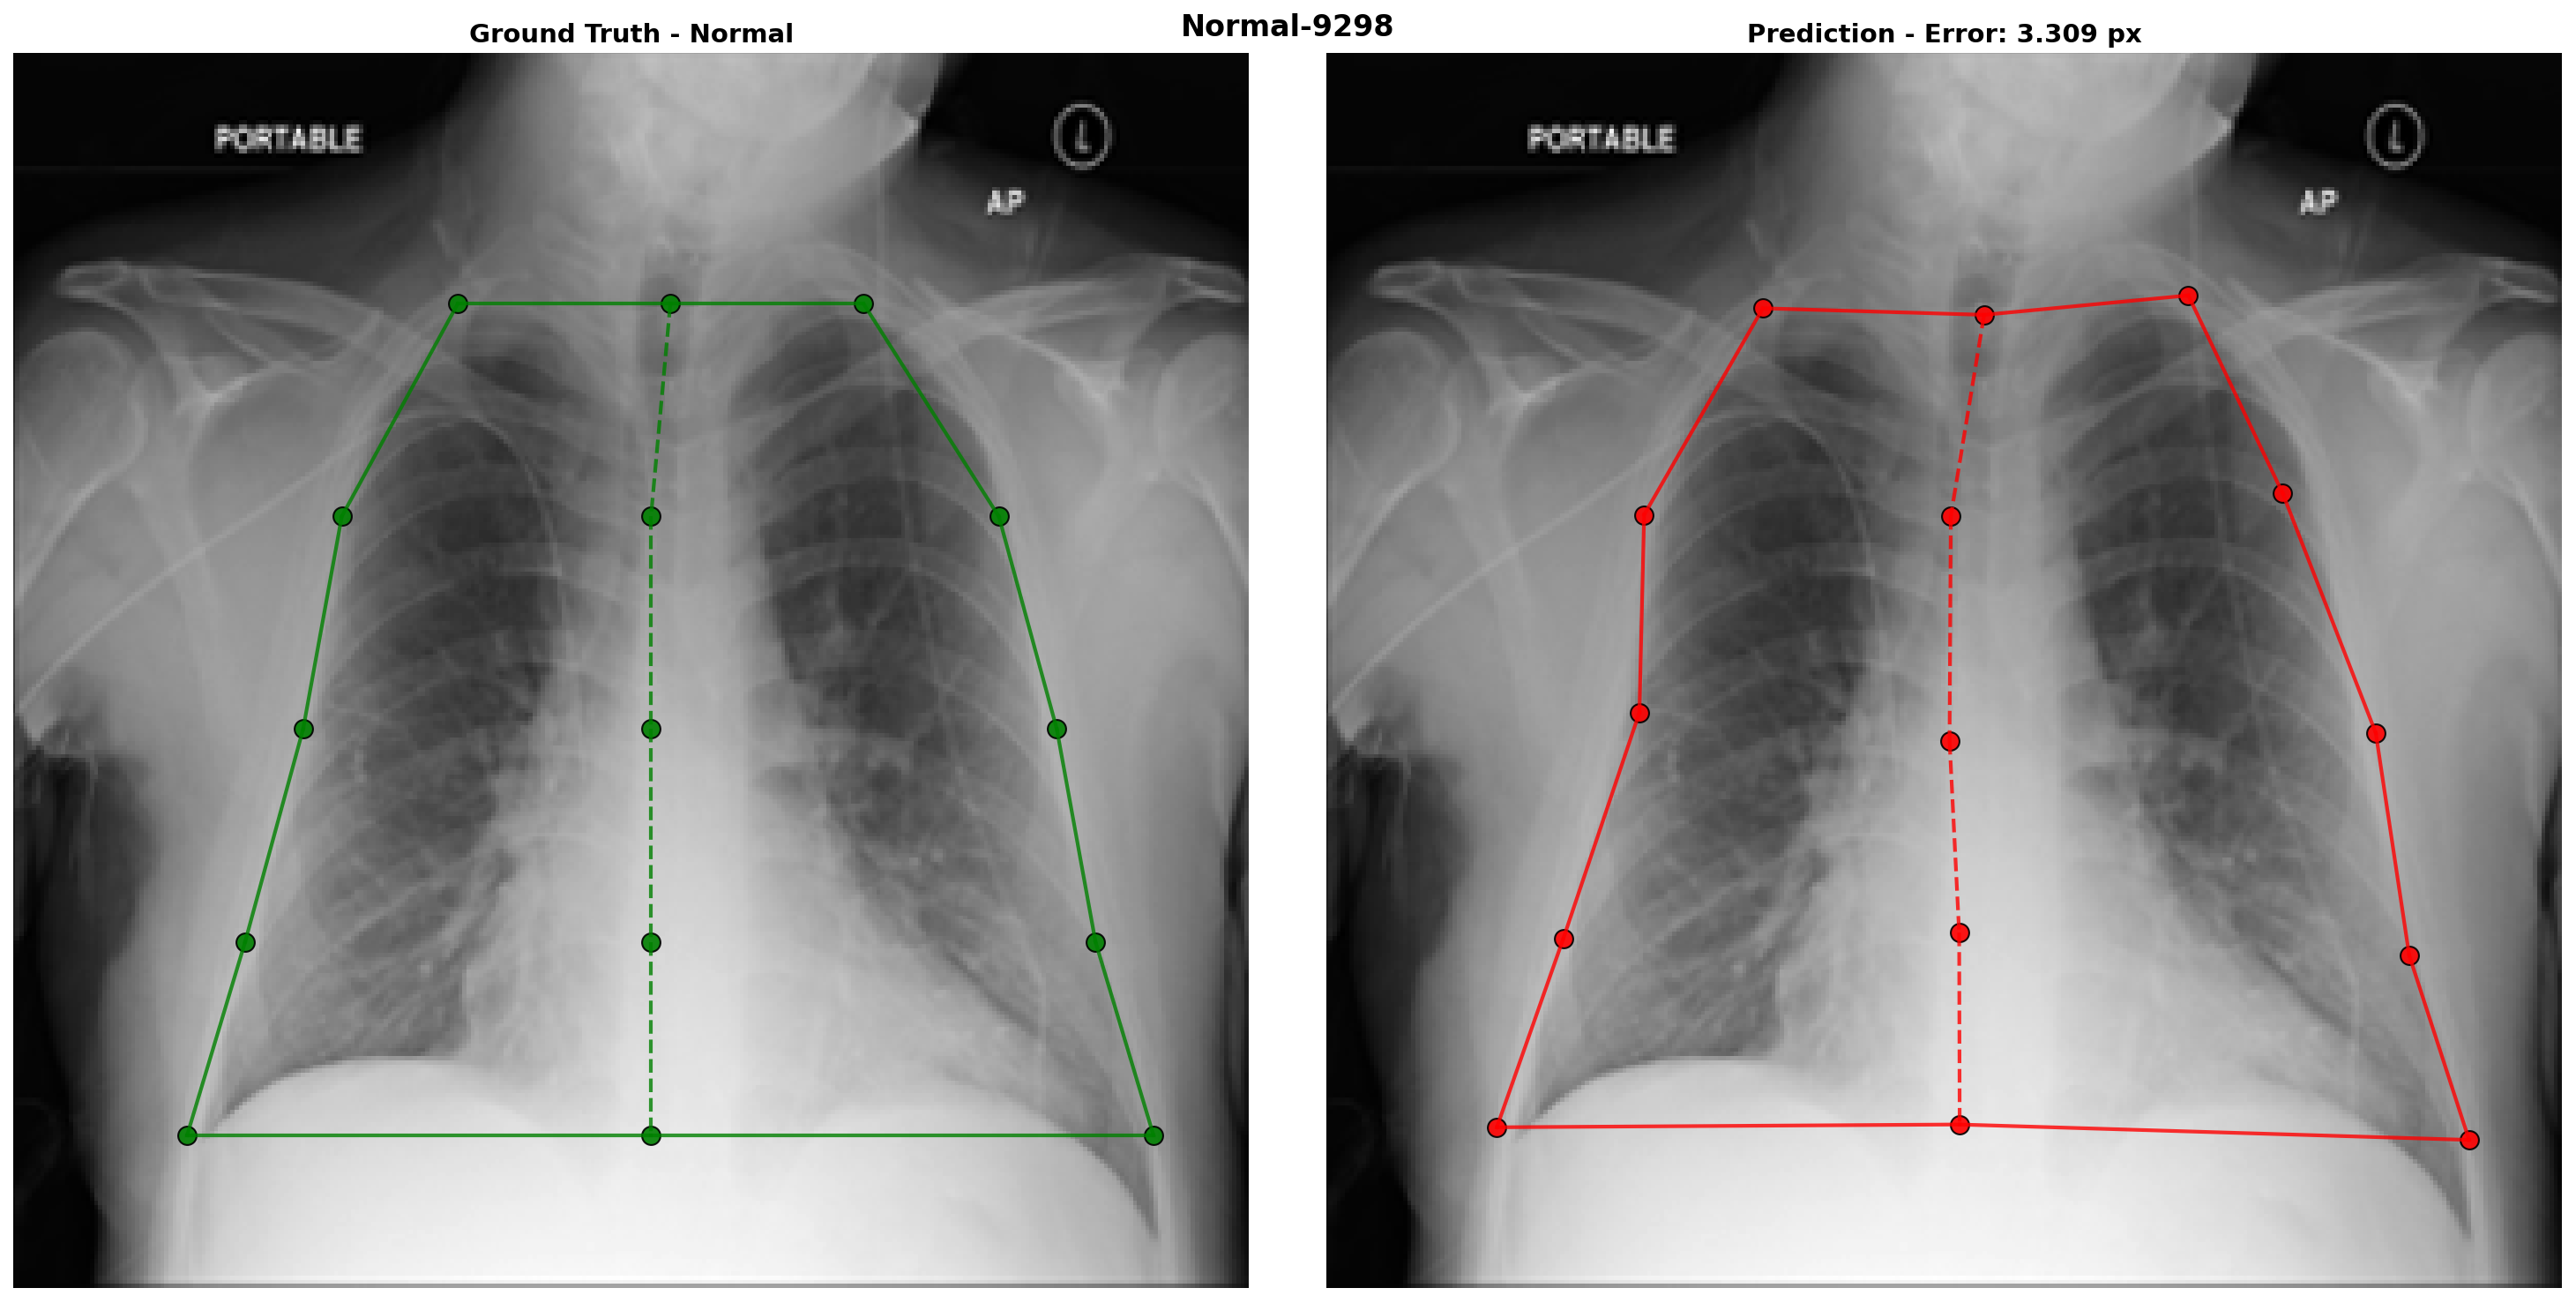 Normal-9298
Ground Truth - Normal
Prediction - Error: 3.309 px
PORTABLE
L
AP
PORTABLE
L
AP